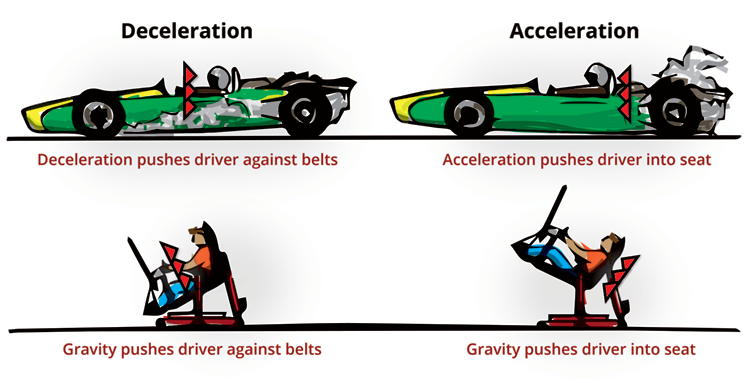 Deceleration
Acceleration
Deceleration pushes driver against belts
Acceleration pushes driver into seat
Gravity pushes driver against belts
Gravity pushes driver into seat